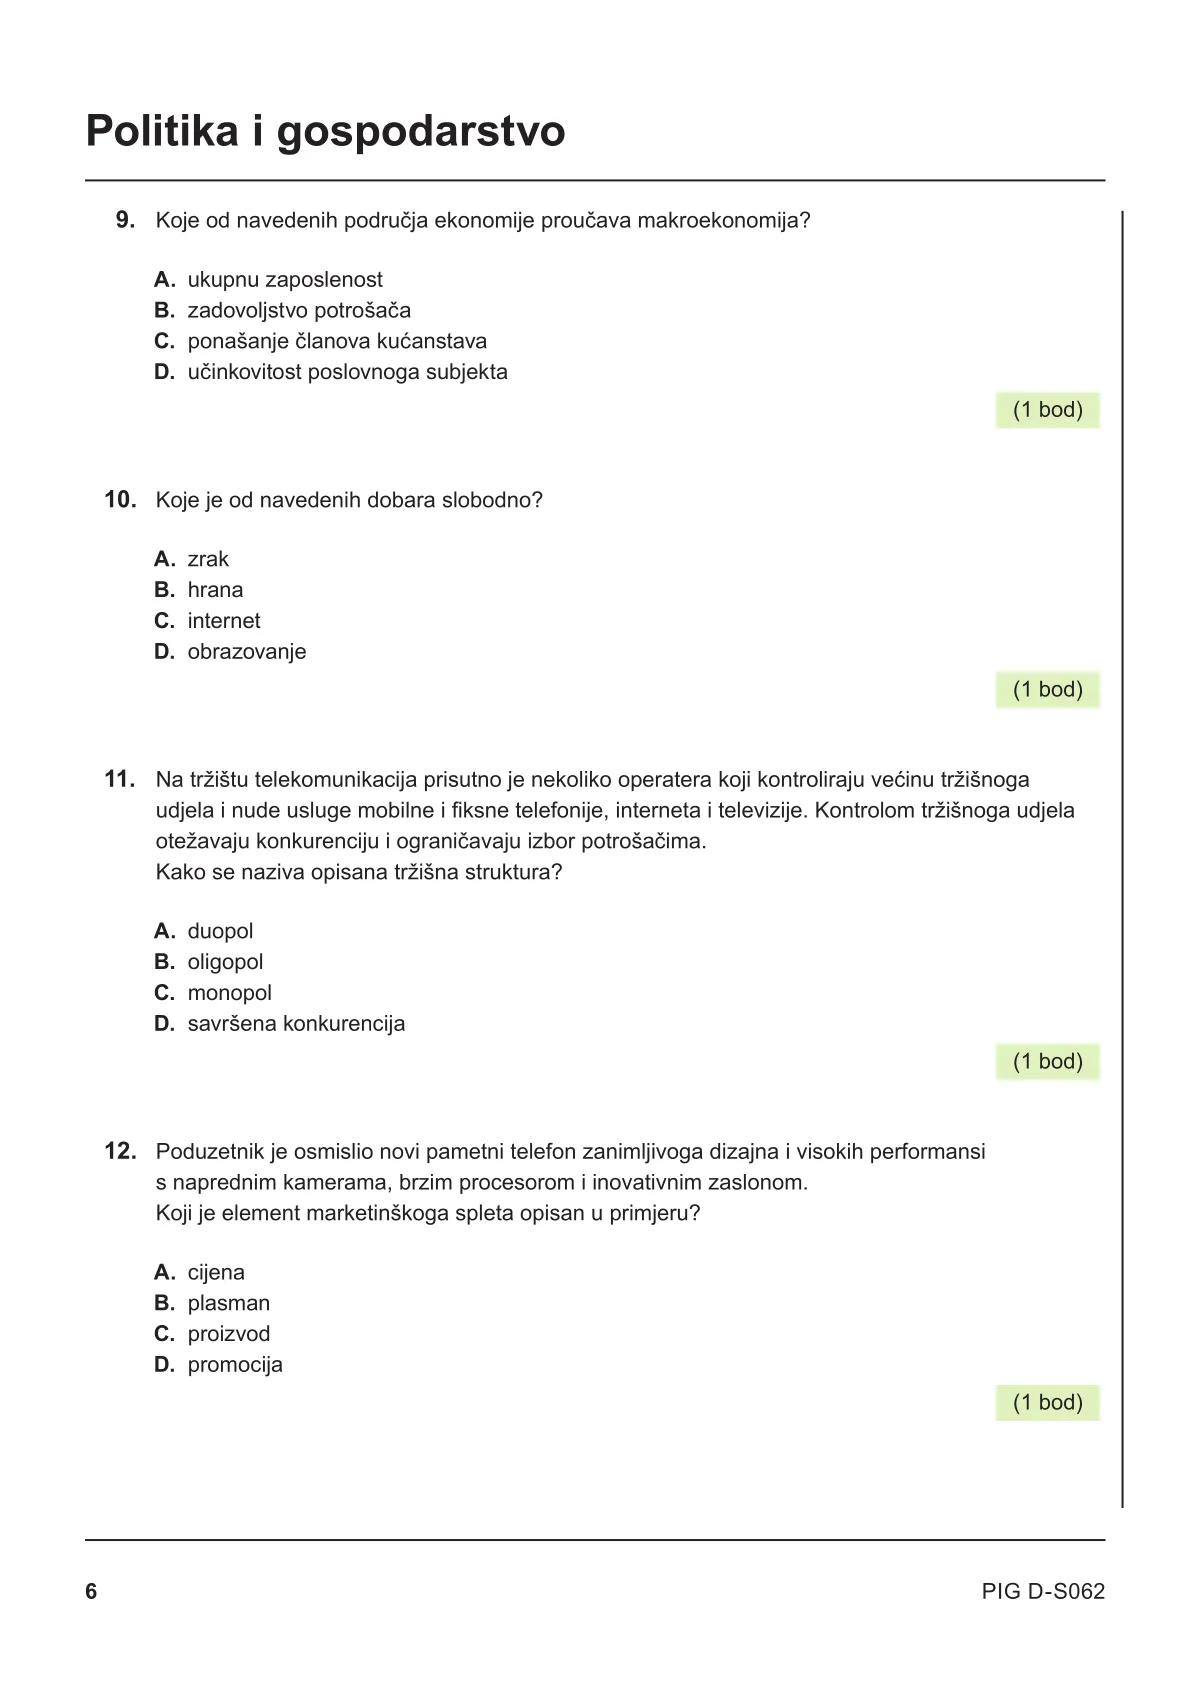 Politika i gospodarstvo
9. Koje od navedenih područja ekonomije proučava makroekonomija?
A. ukupnu zaposlenost
B. zadovoljstvo potrošača
C. ponašanje članova kućanstava
D. učinkovitost poslovnoga subjekta
(1 bod)
10. Koje je od navedenih dobara slobodno?
A. zrak
B. hrana
C. internet
D. obrazovanje
(1 bod)
11. Na tržištu telekomunikacija prisutno je nekoliko operatera koji kontroliraju većinu tržišnoga
udjela i nude usluge mobilne i fiksne telefonije, interneta i televizije. Kontrolom tržišnoga udjela
otežavaju konkurenciju i ograničavaju izbor potrošačima.
Kako se naziva opisana tržišna struktura?
A. duopol
B. oligopol
C. monopol
D. savršena konkurencija
(1 bod)
12. Poduzetnik je osmislio novi pametni telefon zanimljivoga dizajna i visokih performansi
s naprednim kamerama, brzim procesorom i inovativnim zaslonom.
Koji je element marketinškoga spleta opisan u primjeru?
A. cijena
B. plasman
C. proizvod
D. promocija
(1 bod)
6
PIG D-S062